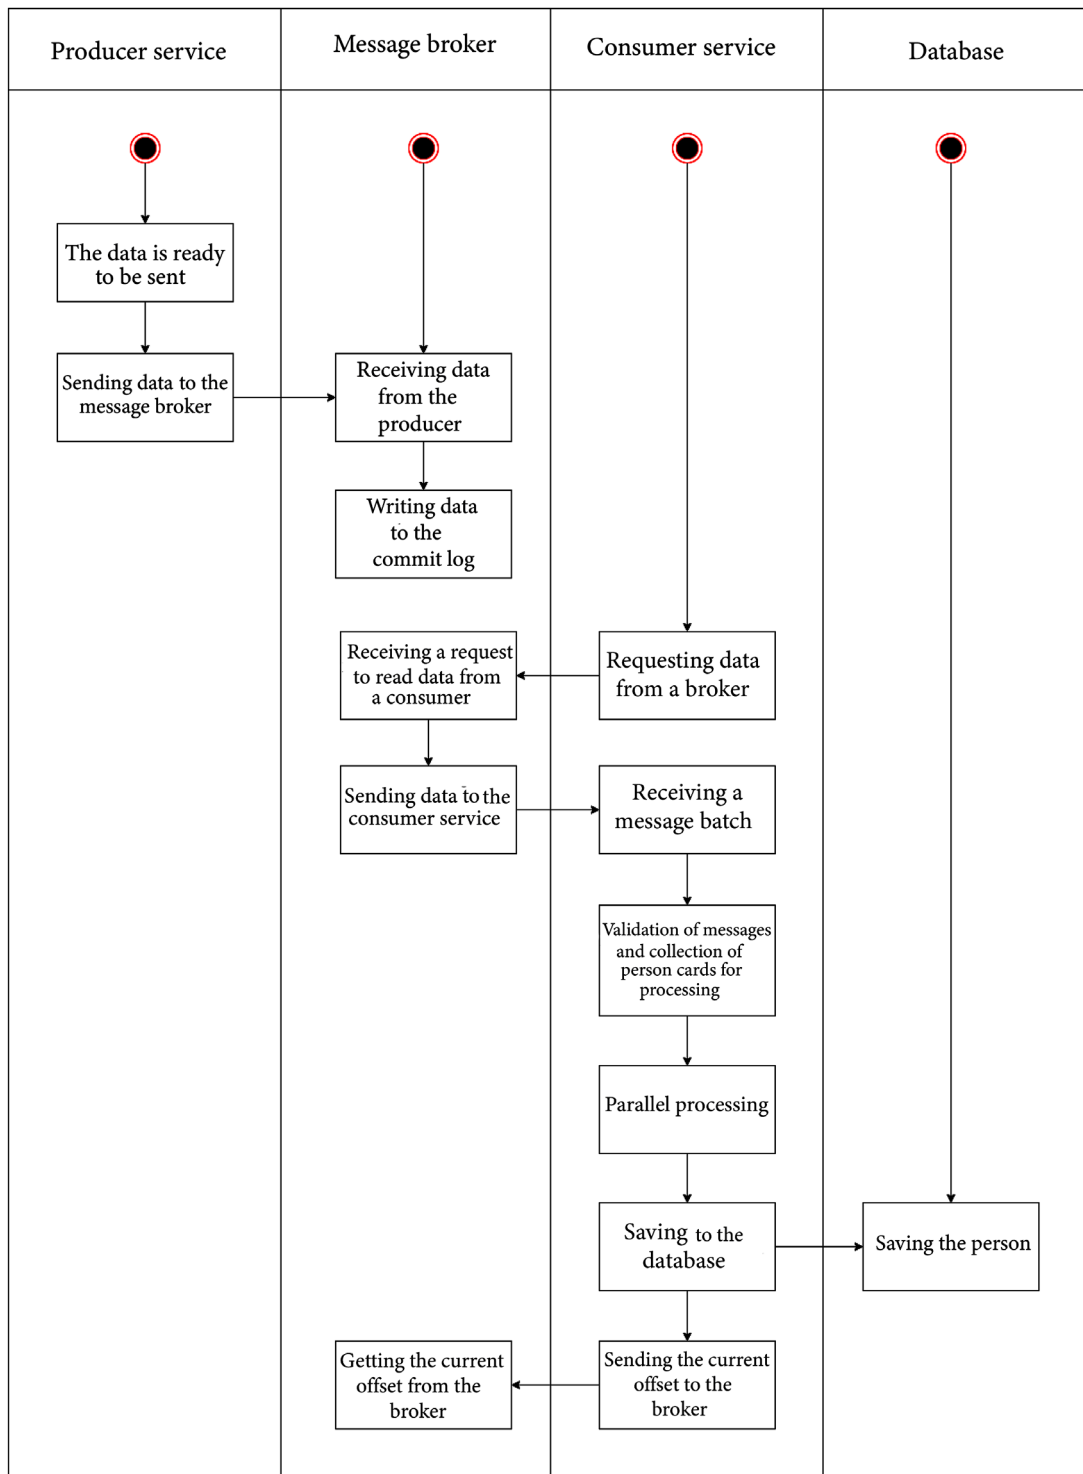 Producer service
Message broker
Consumer service
Database
The data is ready
to be sent
Sending data to the
message broker
Receiving data
from the
producer
Writing data
to the
commit log
Requesting data
from a broker
Receiving a request
to read data from
a consumer
Sending data to the
consumer service
Receiving a
message batch
Validation of messages
and collection of
person cards for
processing
Parallel processing
Saving to the
database
Saving the person
Sending the current
offset to the
broker
Getting the current
offset from the
broker